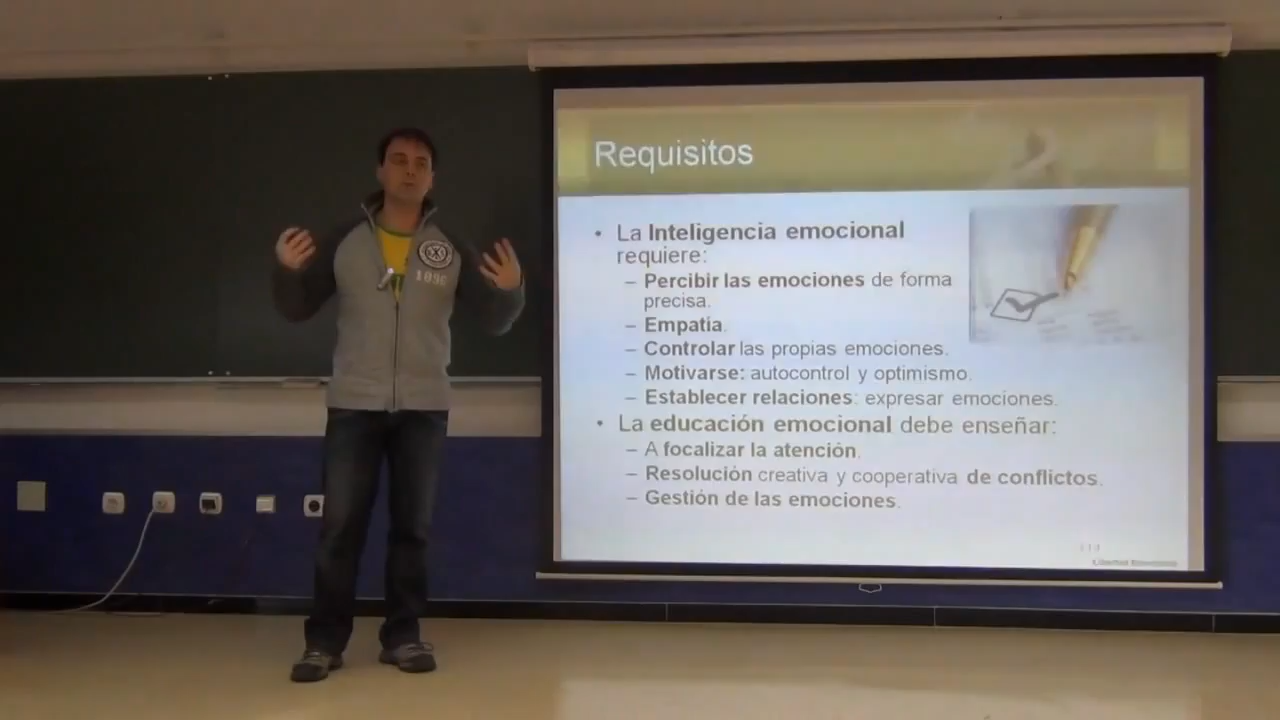 Requisitos
• La Inteligencia emocional
requiere:
– Percibir las emociones de forma
precisa.
– Empatía.
– Controlar las propias emociones.
– Motivarse: autocontrol y optimismo.
– Establecer relaciones: expresar emociones.
• La educación emocional debe enseñar:
– A focalizar la atención.
– Resolución creativa y cooperativa de conflictos.
– Gestión de las emociones.